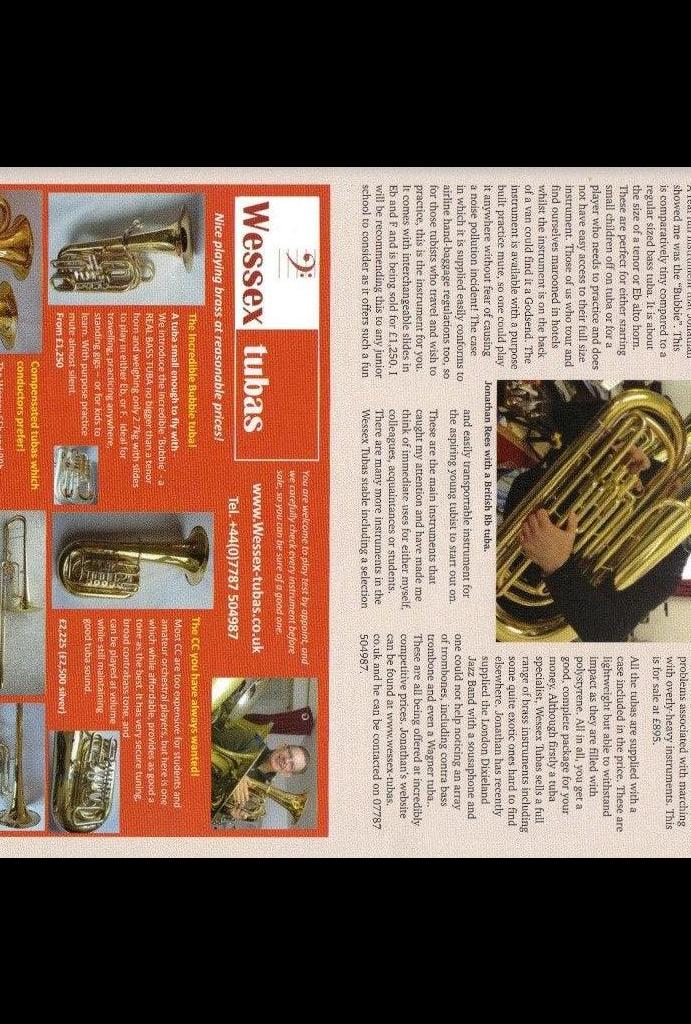 showed me was the "Bubbie". This
is comparatively tiny compared to a
regular sized bass tuba. It is about
the size of a tenor or Eb alto horn.
These are perfect for either starting
small children off on tuba or for a
player who needs to practice and does
not have easy access to their full size
instrument. Those of us who tour and
find ourselves marooned in hotels
whilst the instrument is on the back
of a van could find it a Godsend. The
instrument is available with a purpose
built practice mute, so one could play
it anywhere without fear of causing
a noise pollution incident! The case
in which it is supplied easily conforms to
airline hand-baggage regulations too, so
for those tubists who travel and wish to
practice, this is the instrument for you.
It comes with interchangeable slides in
Eb and F and is being sold for £1,250. I
will be recommending this to any junior
school to consider as it offers such a fun
Jonathan Rees with a British Bb tuba.
and easily transportable instrument for
the aspiring young tubist to start out on.
These are the main instruments that
caught my attention and have made me
think of immediate uses for either myself,
colleagues, acquaintances or students.
There are many more instruments in the
Wessex Tubas stable including a selection
problems associated with marching
with overly heavy instruments. This
is for sale at £895.
All the tubas are supplied with a
case included in the price. These are
lightweight but able to withstand
impact as they are filled with
polystyrene. All in all, you get a
good, complete package for your
money. Although firstly a tuba
specialist, Wessex Tubas sells a full
range of brass instruments including
some quite exotic ones hard to find
elsewhere. Jonathan has recently
supplied the London Dixieland
Jazz Band with a sousaphone and
one could not help noticing an array
of trombones, including contra bass
trombone and even a Wagner tuba.
These are all being offered at incredibly
competitive prices. Jonathan's website
can be found at www.wessex-tubas.
co.uk and he can be contacted on 07787
504987.
Wessex tubas
Nice playing brass at reasonable prices!
You are welcome to play test by appoint, and
we carefully check every instrument before
sale, so you can be sure of a good one.
www.Wessex-tubas.co.uk
Tel. +44(0)7787 504987
The Incredible Bubbie tuba!
A tuba small enough to fly with-
We introduce the incredible 'Bubbie' - a
REAL BASS TUBA no bigger than a tenor
horn and weighing only 2.7kg with slides
to play in either Eb, or F. Ideal for
travelling, practicing anywhere,
standing gigs – or for kids to
learn. With purpose practice
mute almost silent.
From £1,250
The CC you have always wanted!
Most CC are too expensive for students and
amateur orchestral players, but here is one
which while affordable, provides as good a
tone as the best. It has very secure tuning,
broad contrabass tone, and
can be played at volume
while still maintaining
good tuba sound.
£2,225 (£2,500 silver)
Compensated tubas which
conductors prefer!